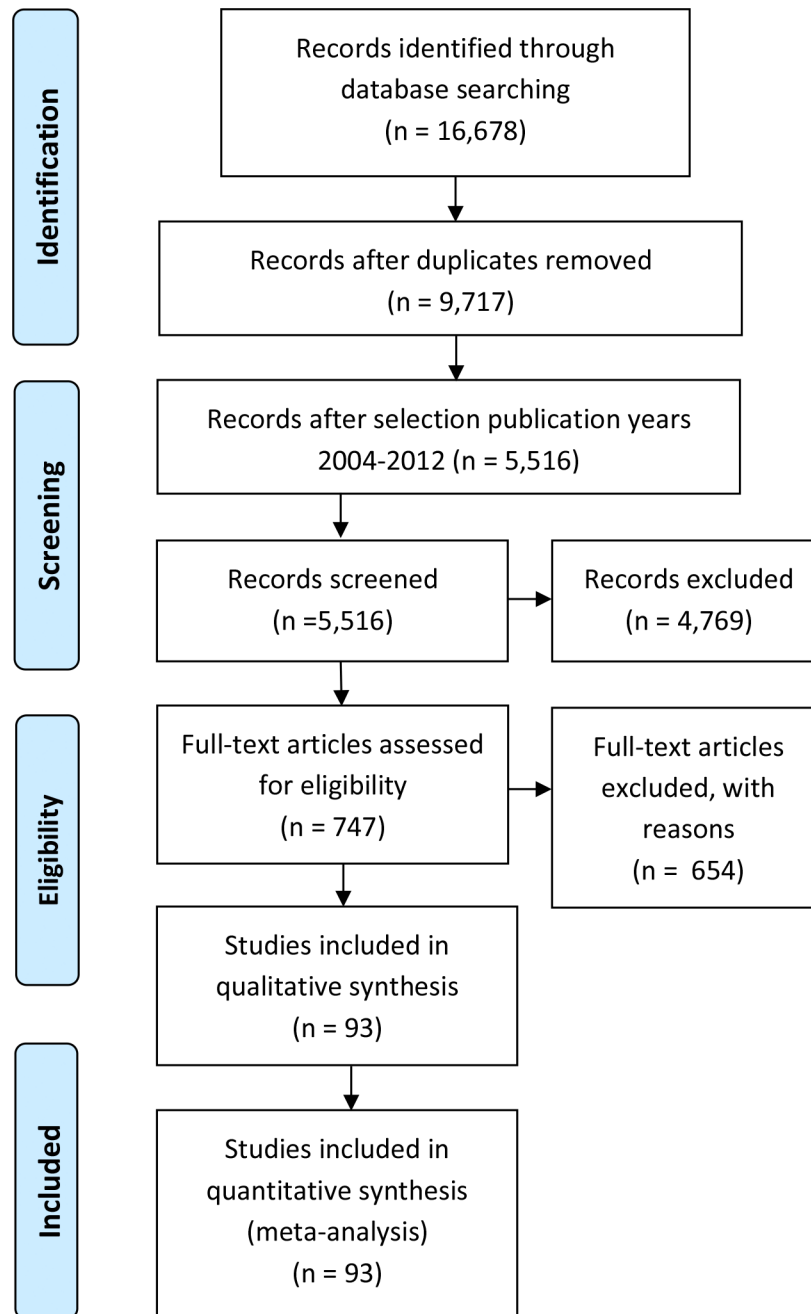 Identification
Records identified through
database searching
(n = 16,678)
Records after duplicates removed
(n = 9,717)
Screening
Records after selection publication years
2004-2012 (n = 5,516)
Records screened
(n =5,516)
Records excluded
(n = 4,769)
Eligibility
Full-text articles assessed
for eligibility
(n = 747)
Full-text articles
excluded, with
reasons
(n =  654)
Studies included in
qualitative synthesis
(n = 93)
Included
Studies included in
quantitative synthesis
(meta-analysis)
(n = 93)